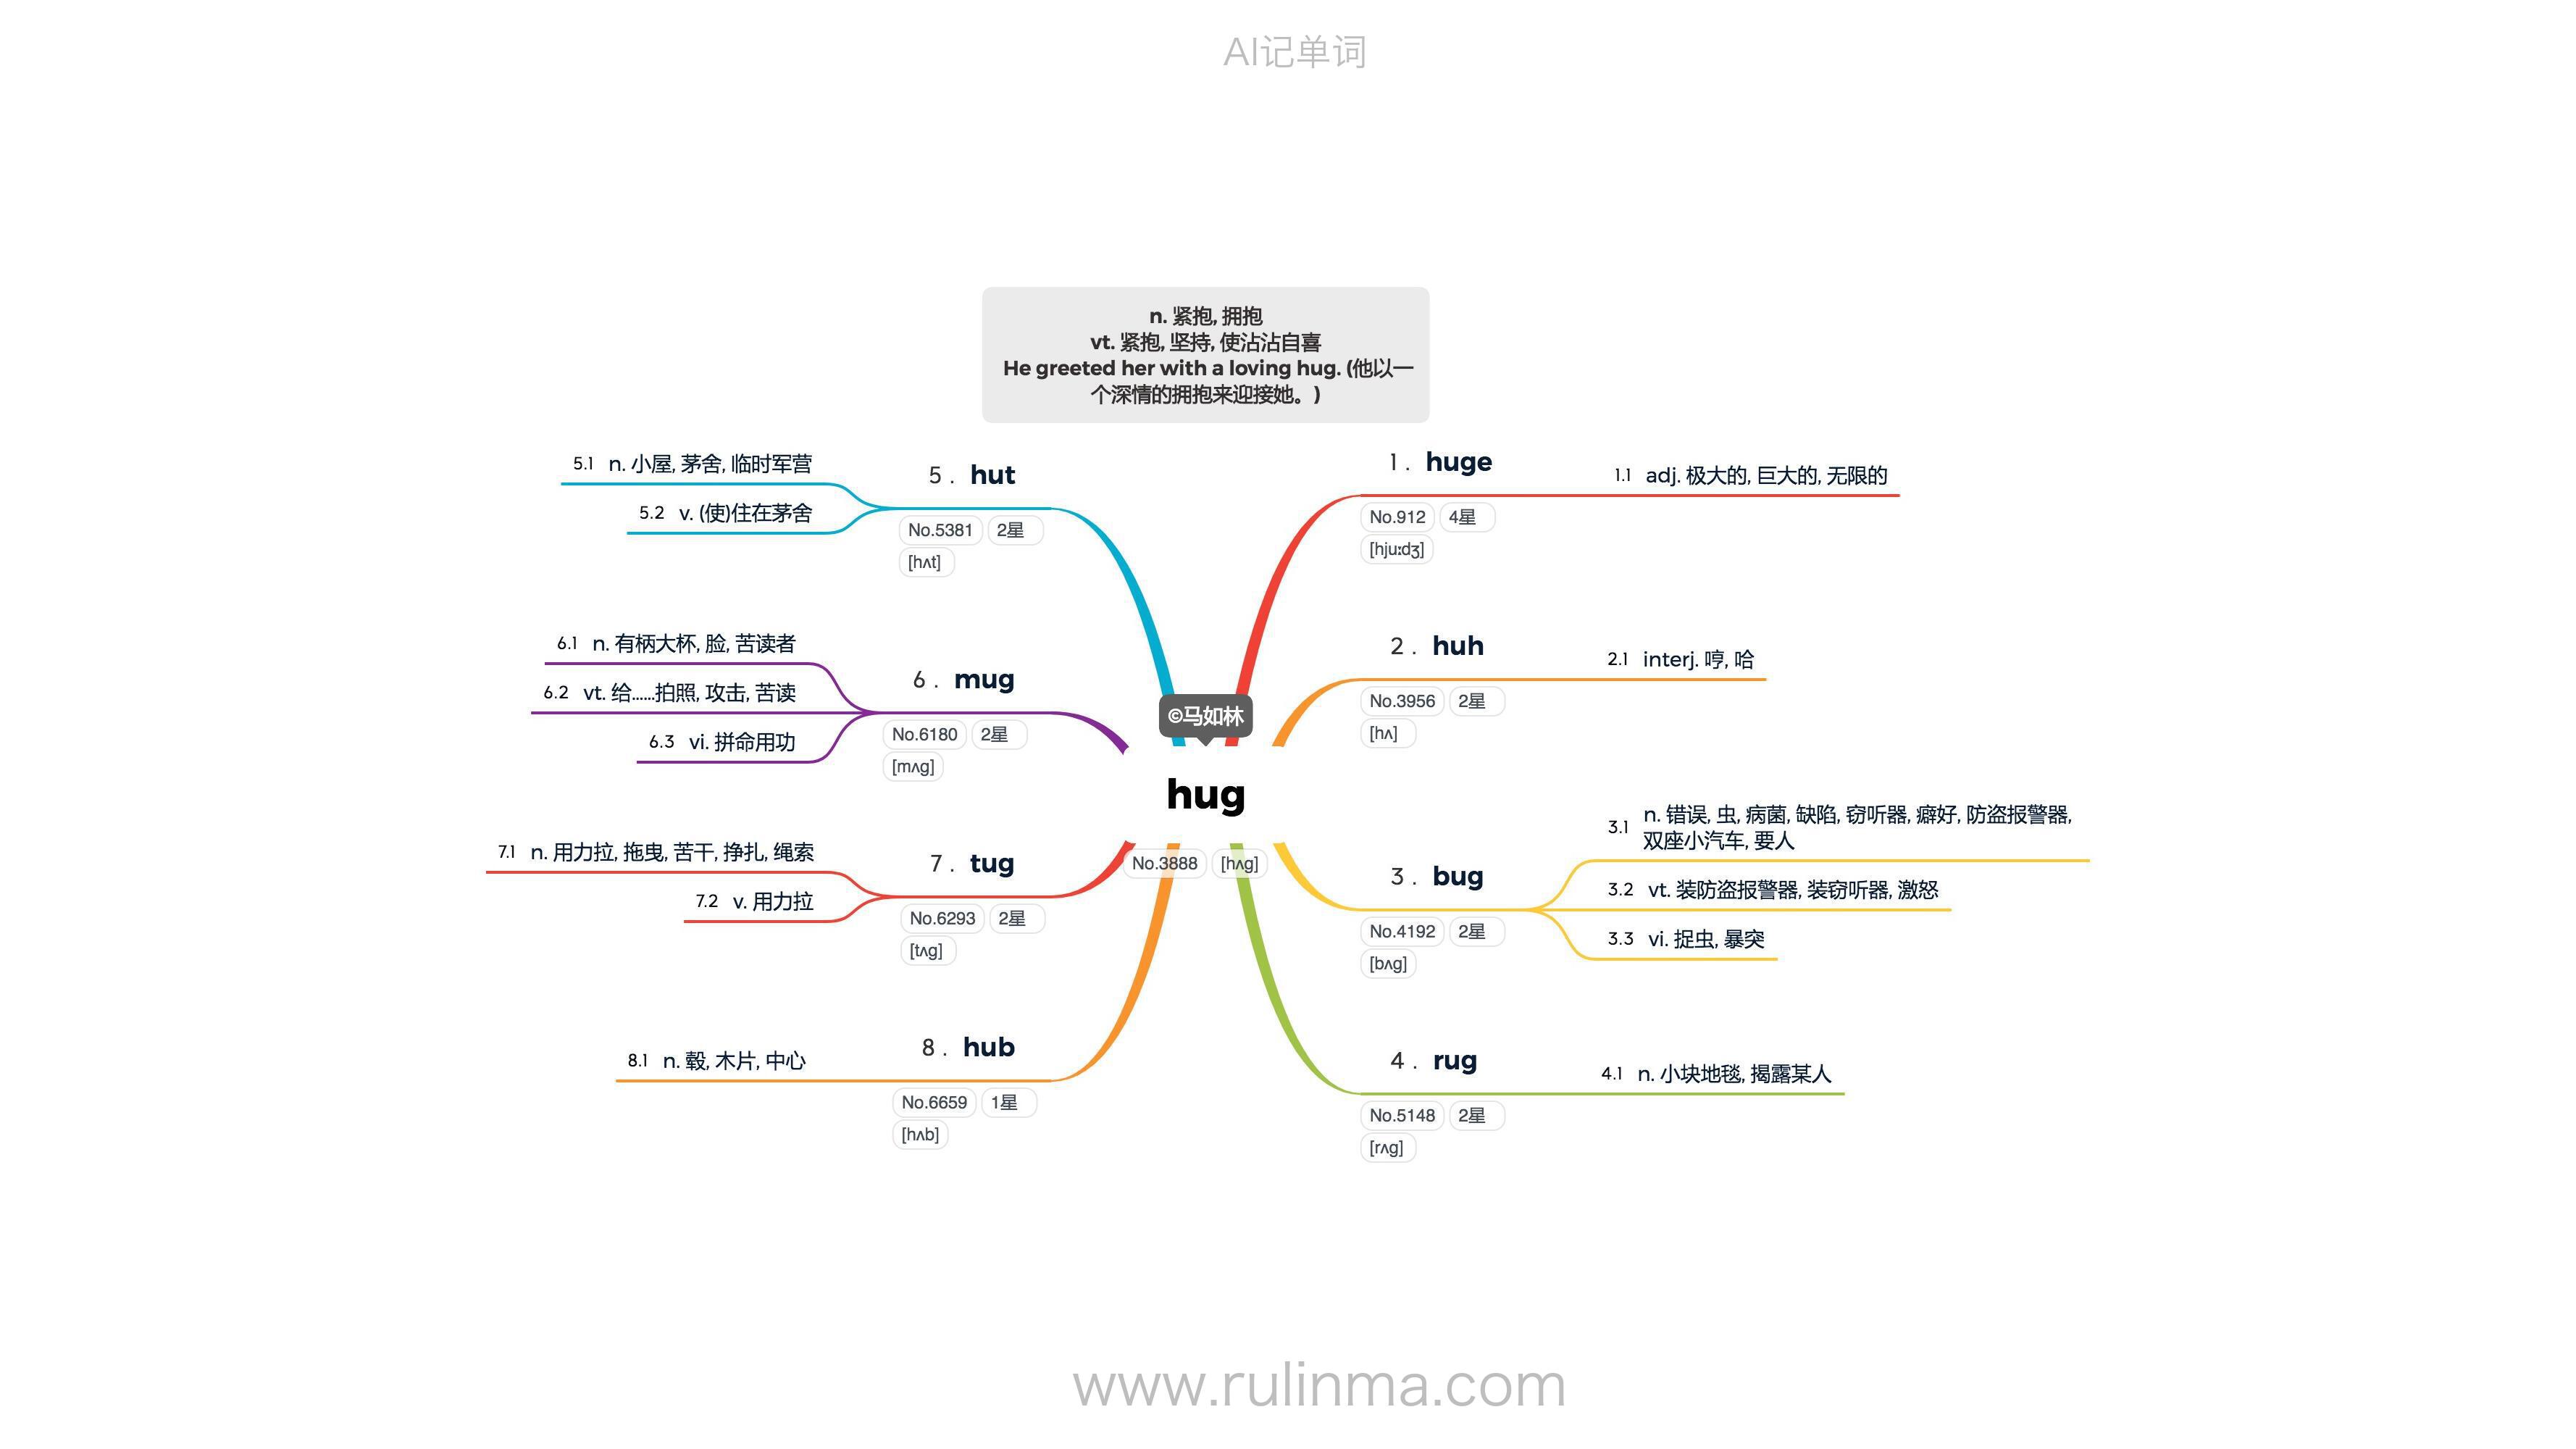 AI记单词
n. 紧抱, 拥抱
vt. 紧抱, 坚持, 使沾沾自喜
He greeted her with a loving hug. (他以一
个深情的拥抱来迎接她。)
©马如林
hug
No.3888 [hʌg]
1. huge
No.912 4星
[hjuːdʒ]
1.1 adj. 极大的, 巨大的, 无限的
2. huh
No.3956 2星
[hʌ]
2.1 interj. 哼, 哈
3. bug
No.4192 2星
[bʌg]
3.1 n. 错误, 虫, 病菌, 缺陷, 窃听器, 癖好, 防盗报警器,
双座小汽车, 要人
3.2 vt. 装防盗报警器, 装窃听器, 激怒
3.3 vi. 捉虫, 暴突
4. rug
No.5148 2星
[rʌg]
4.1 n. 小块地毯, 揭露某人
5. hut
No.5381 2星
[hʌt]
5.1 n. 小屋, 茅舍, 临时军营
5.2 v. (使)住在茅舍
6. mug
No.6180 2星
[mʌg]
6.1 n. 有柄大杯, 脸, 苦读者
6.2 vt. 给......拍照, 攻击, 苦读
6.3 vi. 拼命用功
7. tug
No.6293 2星
[tʌg]
7.1 n. 用力拉, 拖曳, 苦干, 挣扎, 绳索
7.2 v. 用力拉
8. hub
No.6659 1星
[hʌb]
8.1 n. 毂, 木片, 中心
www.rulinma.com